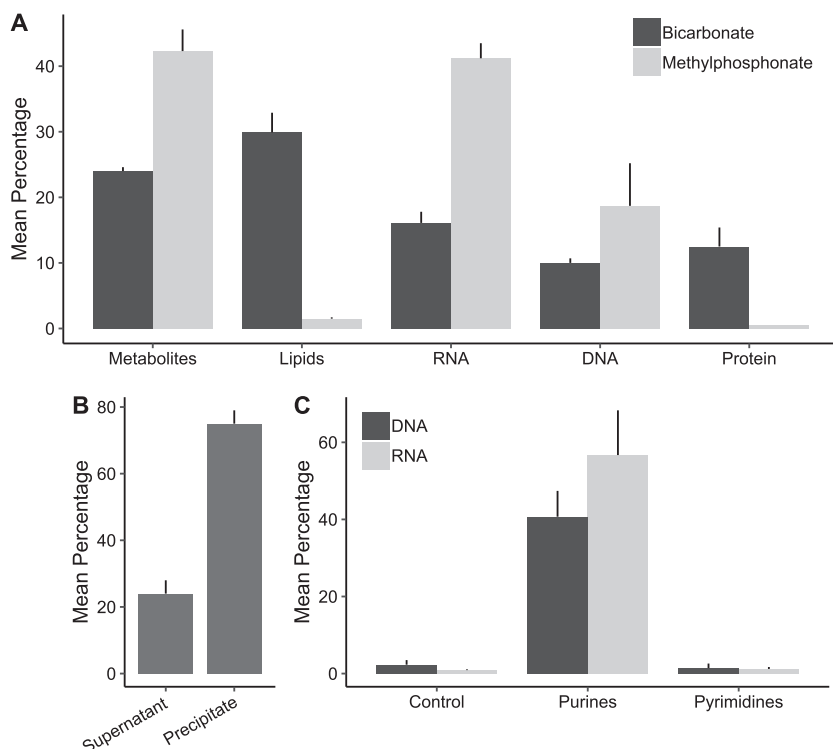 A
Bicarbonate
Methylphosphonate
Mean Percentage
40
30
20
10
0
Metabolites Lipids RNA DNA Protein
B
Mean Percentage
80
60
40
20
0
Supernatant Precipitate
C
DNA
RNA
Mean Percentage
60
40
20
0
Control Purines Pyrimidines